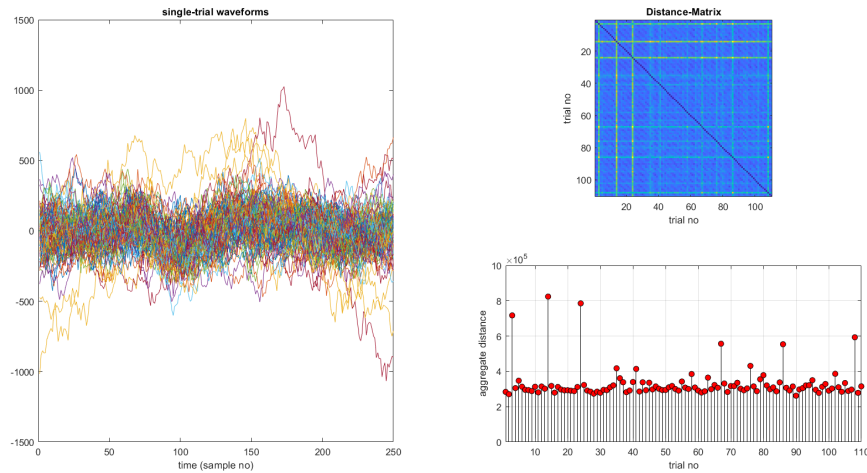 single-trial waveforms
1500
1000
500
0
-500
-1000
-1500
0 50 100 150 200 250
time (sample no)
Distance-Matrix
trial no
20
40
60
80
100
20 40 60 80 100
trial no
×10⁵
aggregate distance
10
8
6
4
2
0
10 20 30 40 50 60 70 80 90 100 110
trial no